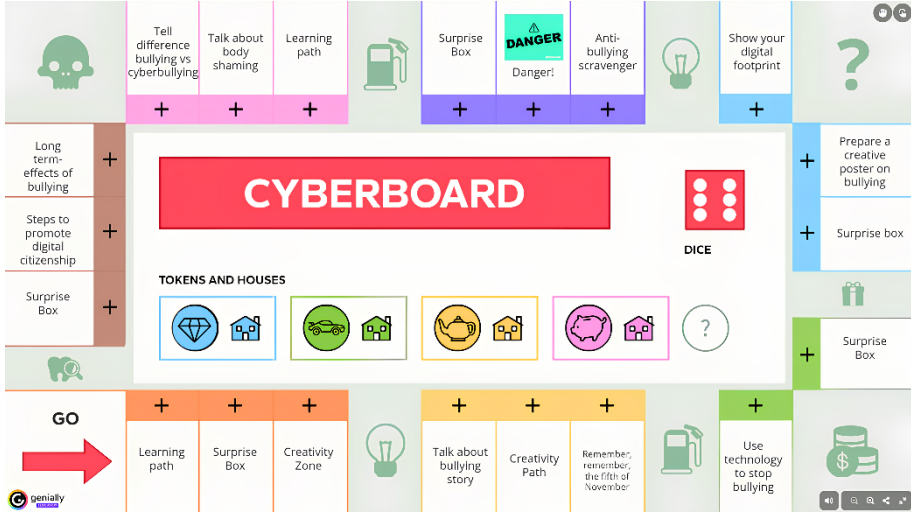 Tell
difference
bullying vs
cyberbullying
Talk about
body
shaming
Learning
path
Surprise
Box
DANGER
Danger!
Anti-
bullying
scavenger
Show your
digital
footprint
?
Long
term-
effects of
bullying
+
+
+
+
+
+
+
+
Prepare a
creative
poster on
bullying
Steps to
promote
digital
citizenship
+
CYBERBOARD
+
Surprise box
DICE
Surprise
Box
+
TOKENS AND HOUSES
?
+
Surprise
Box
GO
+
+
+
+
+
+
+
Learning
path
Surprise
Box
Creativity
Zone
Talk about
bullying
story
Creativity
Path
Remember,
remember,
the fifth of
November
Use
technology
to stop
bullying
$
genially